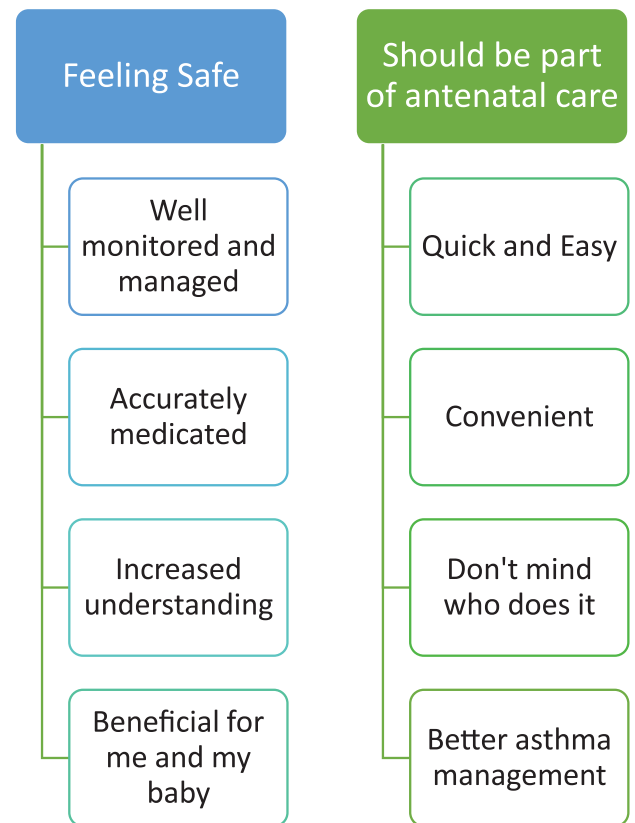 Feeling Safe
Well
monitored and
managed
Accurately
medicated
Increased
understanding
Beneficial for
me and my
baby
Should be part
of antenatal care
Quick and Easy
Convenient
Don't mind
who does it
Better asthma
management